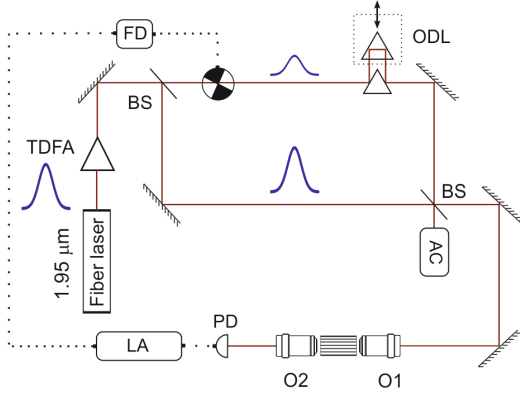 FD
ODL
BS
TDFA
1.95 μm
Fiber laser
BS
AC
PD
LA
O2
O1